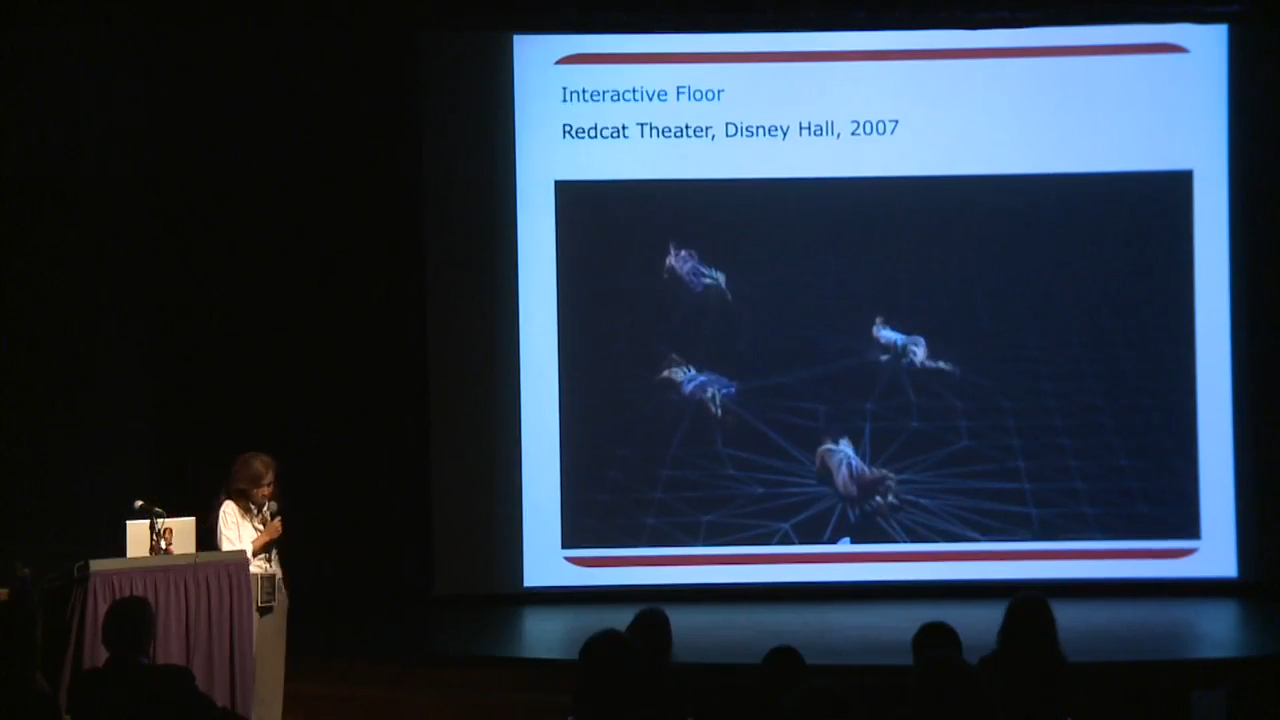 Interactive Floor
Redcat Theater, Disney Hall, 2007